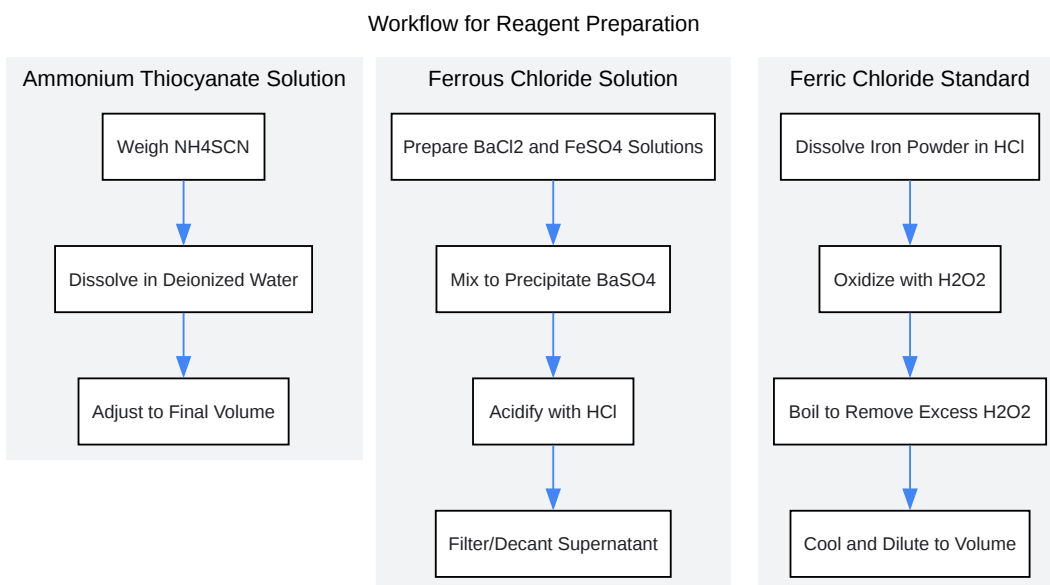 Workflow for Reagent Preparation
Ammonium Thiocyanate Solution
Weigh NH4SCN
Dissolve in Deionized Water
Adjust to Final Volume
Ferrous Chloride Solution
Prepare BaCl2 and FeSO4 Solutions
Mix to Precipitate BaSO4
Acidify with HCl
Filter/Decant Supernatant
Ferric Chloride Standard
Dissolve Iron Powder in HCl
Oxidize with H2O2
Boil to Remove Excess H2O2
Cool and Dilute to Volume